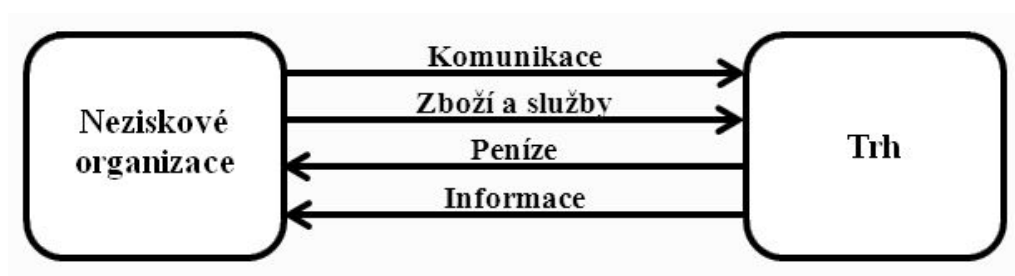 Komunikace
Zboží a služby
Neziskové
organizace
Peníze
Informace
Trh